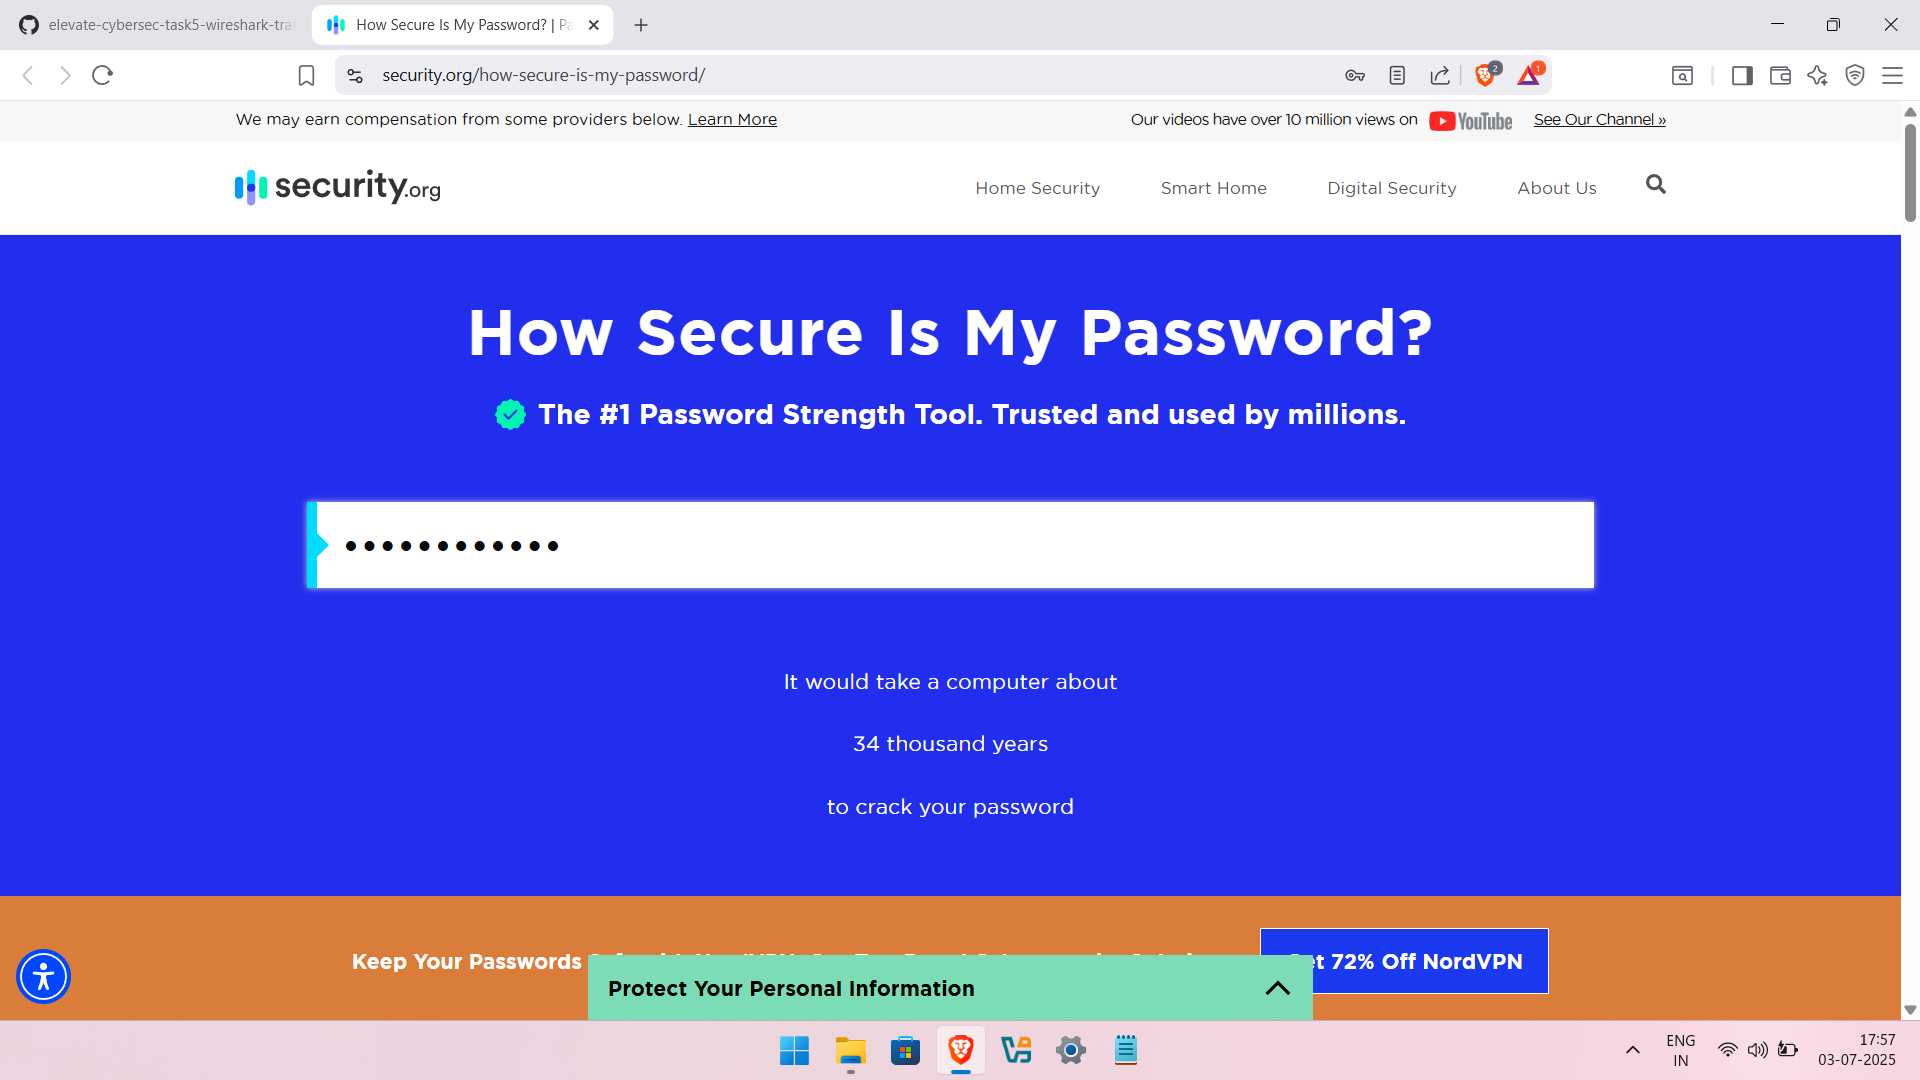 elevate-cybersec-task5-wireshark-tra
How Secure Is My Password? | Pa
security.org/how-secure-is-my-password/
2
1
We may earn compensation from some providers below. Learn More
Our videos have over 10 million views on YouTube See Our Channel »
security.org
Home Security
Smart Home
Digital Security
About Us
How Secure Is My Password?
The #1 Password Strength Tool. Trusted and used by millions.
••••••••••••
It would take a computer about
34 thousand years
to crack your password
Keep Your Passwords
72% Off NordVPN
Protect Your Personal Information
ENG
IN
17:57
03-07-2025